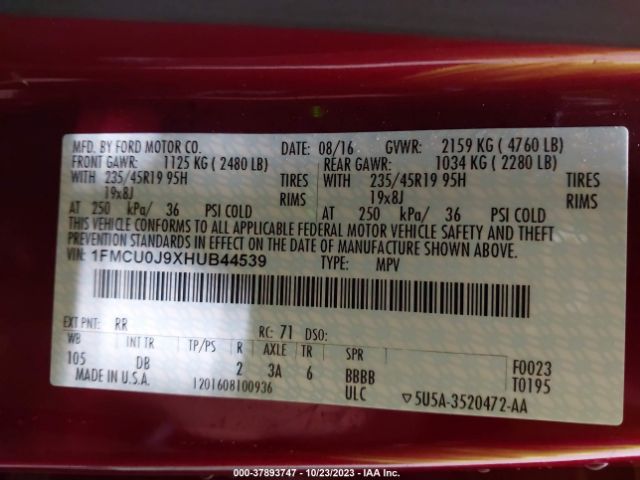 MFD. BY FORD MOTOR CO. DATE: 08/16 GVWR: 2159 KG ( 4760 LB)
FRONT GAWR: 1125 KG ( 2480 LB) REAR GAWR: 1034 KG ( 2280 LB)
WITH 235/45R19 95H TIRES WITH 235/45R19 95H TIRES
19x8J RIMS 19x8J RIMS
AT 250 kPa/ 36 PSI COLD AT 250 kPa/ 36 PSI COLD
THIS VEHICLE CONFORMS TO ALL APPLICABLE FEDERAL MOTOR VEHICLE SAFETY AND THEFT
PREVENTION STANDARDS IN EFFECT ON THE DATE OF MANUFACTURE SHOWN ABOVE.
VIN: 1FMCU0J9XHUB44539 TYPE: MPV
EXT PNT: RR RC: 71 DSO:
WB INT TR TP/PS R AXLE TR SPR
105 DB 2 3A 6 BBBB F0023
MADE IN U.S.A. 1201608100936 ULC T0195
▽5U5A-3520472-AA
000-37893747 - 10/23/2023 - IAA Inc.